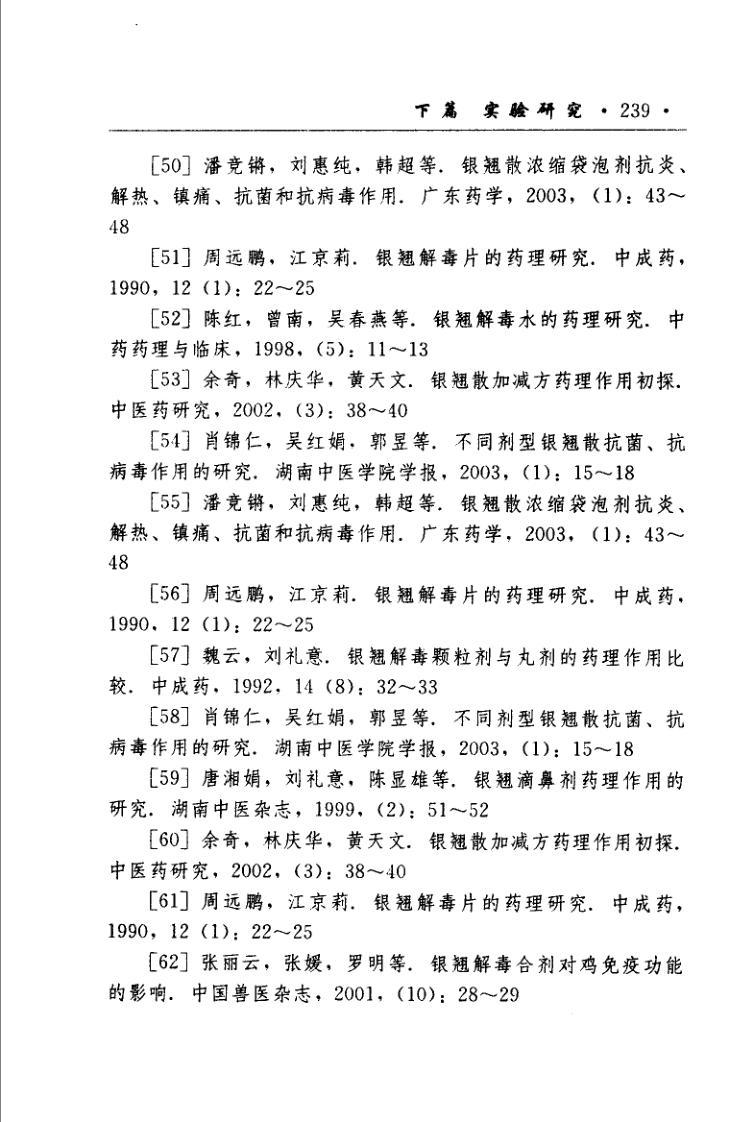 下篇 实验研究 ·239·
[50] 潘竞锵，刘惠纯，韩超等．银翘散浓缩袋泡剂抗炎、
解热、镇痛、抗菌和抗病毒作用．广东药学，2003，（1）：43～
48
[51] 周远鹏，江京莉．银翘解毒片的药理研究．中成药，
1990，12（1）：22～25
[52] 陈红，曾南，吴春燕等．银翘解毒水的药理研究．中
药药理与临床，1998，（5）：11～13
[53] 余奇，林庆华，黄天文．银翘散加减方药理作用初探．
中医药研究，2002，（3）：38～40
[54] 肖锦仁，吴红娟，郭昱等．不同剂型银翘散抗菌、抗
病毒作用的研究．湖南中医学院学报，2003，（1）：15～18
[55] 潘竞锵，刘惠纯，韩超等．银翘散浓缩袋泡剂抗炎、
解热、镇痛、抗菌和抗病毒作用．广东药学，2003，（1）：43～
48
[56] 周远鹏，江京莉．银翘解毒片的药理研究．中成药，
1990，12（1）：22～25
[57] 魏云，刘礼意．银翘解毒颗粒剂与丸剂的药理作用比
较．中成药，1992，14（8）：32～33
[58] 肖锦仁，吴红娟，郭昱等．不同剂型银翘散抗菌、抗
病毒作用的研究．湖南中医学院学报，2003，（1）：15～18
[59] 唐湘娟，刘礼意，陈显雄等．银翘滴鼻剂药理作用的
研究．湖南中医杂志，1999，（2）：51～52
[60] 余奇，林庆华，黄天文．银翘散加减方药理作用初探．
中医药研究，2002，（3）：38～40
[61] 周远鹏，江京莉．银翘解毒片的药理研究．中成药，
1990，12（1）：22～25
[62] 张丽云，张媛，罗明等．银翘解毒合剂对鸡免疫功能
的影响．中国兽医杂志，2001，（10）：28～29